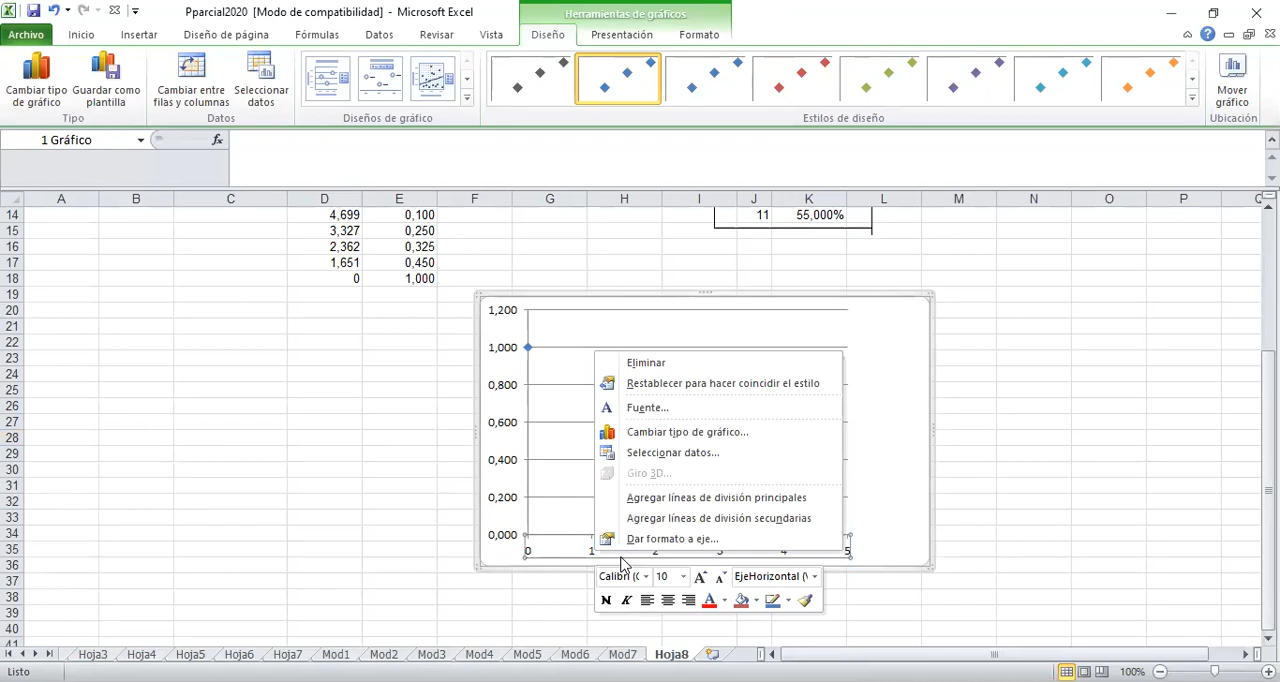 Pparcial2020 [Modo de compatibilidad] - Microsoft Excel
Herramientas de gráficos
Archivo Inicio Insertar Diseño de página Fórmulas Datos Revisar Vista Diseño Presentación Formato
Cambiar tipo de gráfico
Guardar como plantilla
Cambiar entre filas y columnas
Seleccionar datos
Mover gráfico
Tipo Datos Diseños de gráfico Estilos de diseño Ubicación
1 Gráfico fx
A B C D E F G H I J K L M N O P
14 4,699 0,100 11 55,000%
15 3,327 0,250
16 2,362 0,325
17 1,651 0,450
18 0 1,000
19
20
21
22
23
24
25
26
27
28
29
30
31
32
33
34
35
36
37
38
39
40
41
1,200
1,000
0,800
0,600
0,400
0,200
0,000
0 1 2 3 4 5
Eliminar
Restablecer para hacer coincidir el estilo
Fuente...
Cambiar tipo de gráfico...
Seleccionar datos...
Giro 3D...
Agregar líneas de división principales
Agregar líneas de división secundarias
Dar formato a eje...
Calibri (C 10 A A EjeHorizontal (V
N K A
Hoja3 Hoja4 Hoja5 Hoja6 Hoja7 Mod1 Mod2 Mod3 Mod4 Mod5 Mod6 Mod7 Hoja8
Listo 100%